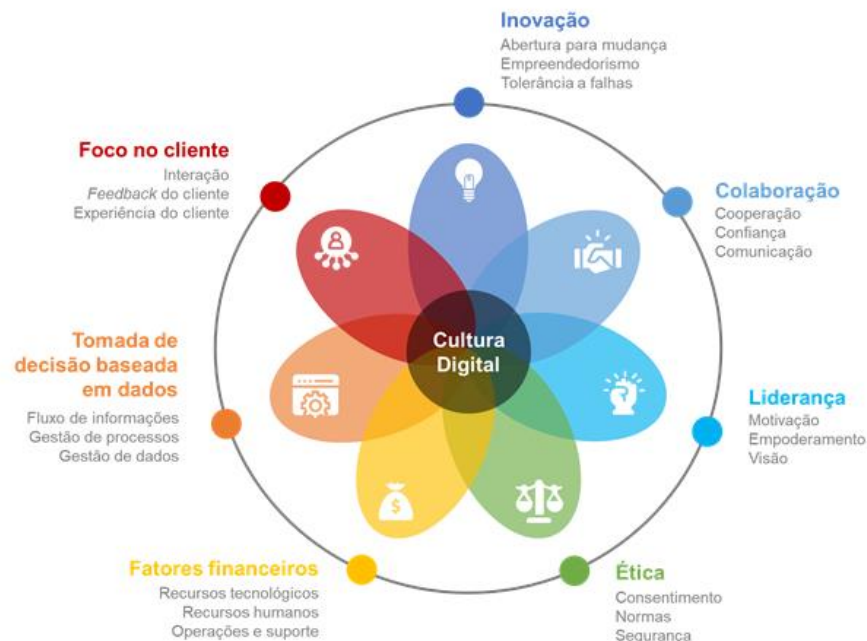 Inovação
Abertura para mudança
Empreendedorismo
Tolerância a falhas
Colaboração
Cooperação
Confiança
Comunicação
Liderança
Motivação
Empoderamento
Visão
Ética
Consentimento
Normas
Segurança
Fatores financeiros
Recursos tecnológicos
Recursos humanos
Operações e suporte
Tomada de
decisão baseada
em dados
Fluxo de informações
Gestão de processos
Gestão de dados
Foco no cliente
Interação
Feedback do cliente
Experiência do cliente
Cultura
Digital
$